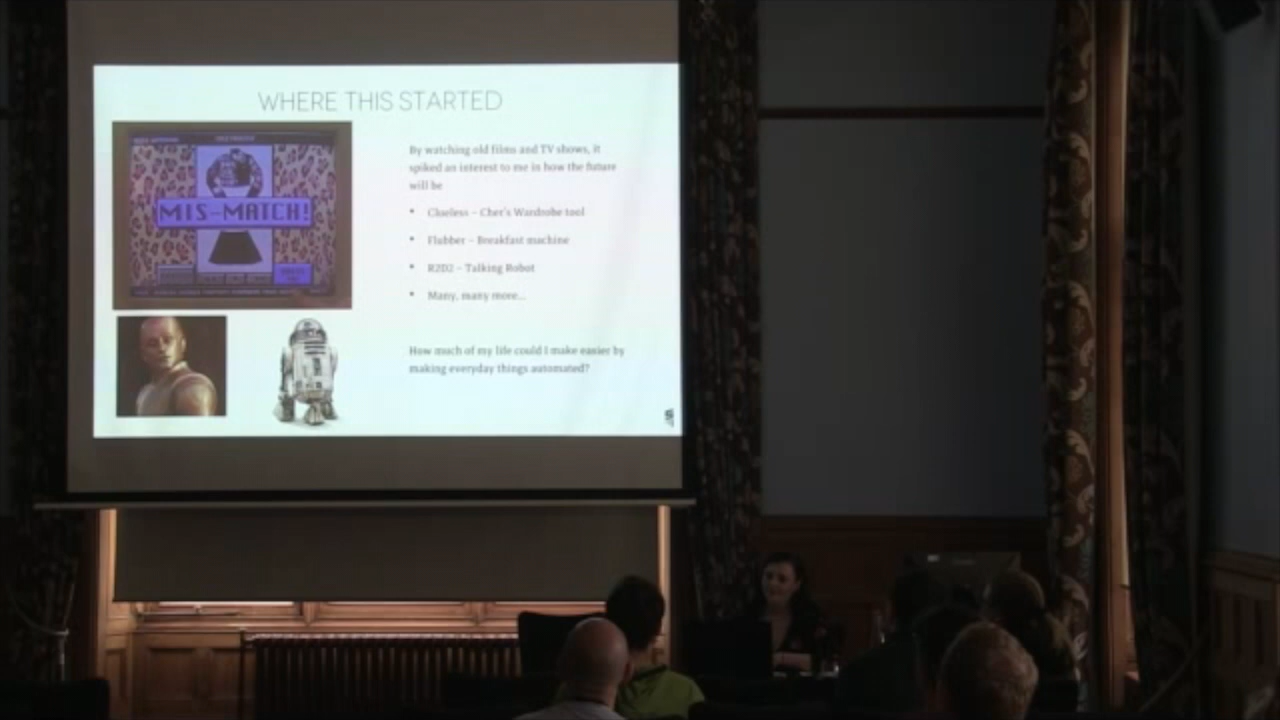 WHERE THIS STARTED
MIS-MATCH!
By watching old films and TV shows, it
spiked an interest to me in how the future
will be
• Clueless – Cher's Wardrobe tool
• Flubber – Breakfast machine
• R2D2 – Talking Robot
• Many, many more...
How much of my life could I make easier by
making everyday things automated?